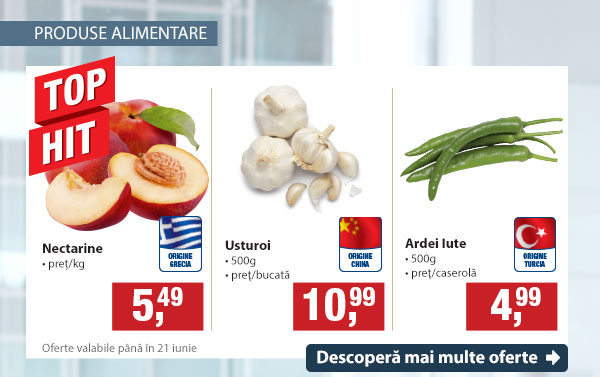 PRODUSE ALIMENTARE
TOP
HIT
Nectarine
• preț/kg
ORIGINE
GRECIA
5,49
Usturoi
• 500g
• preț/bucată
ORIGINE
CHINA
10,99
Ardei Iute
• 500g
• preț/caserolă
ORIGINE
TURCIA
4,99
Oferte valabile până în 21 iunie
Descoperă mai multe oferte